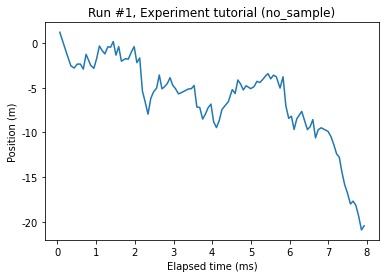 Run #1, Experiment tutorial (no_sample)
Position (m)
0
-5
-10
-15
-20
0 1 2 3 4 5 6 7 8
Elapsed time (ms)